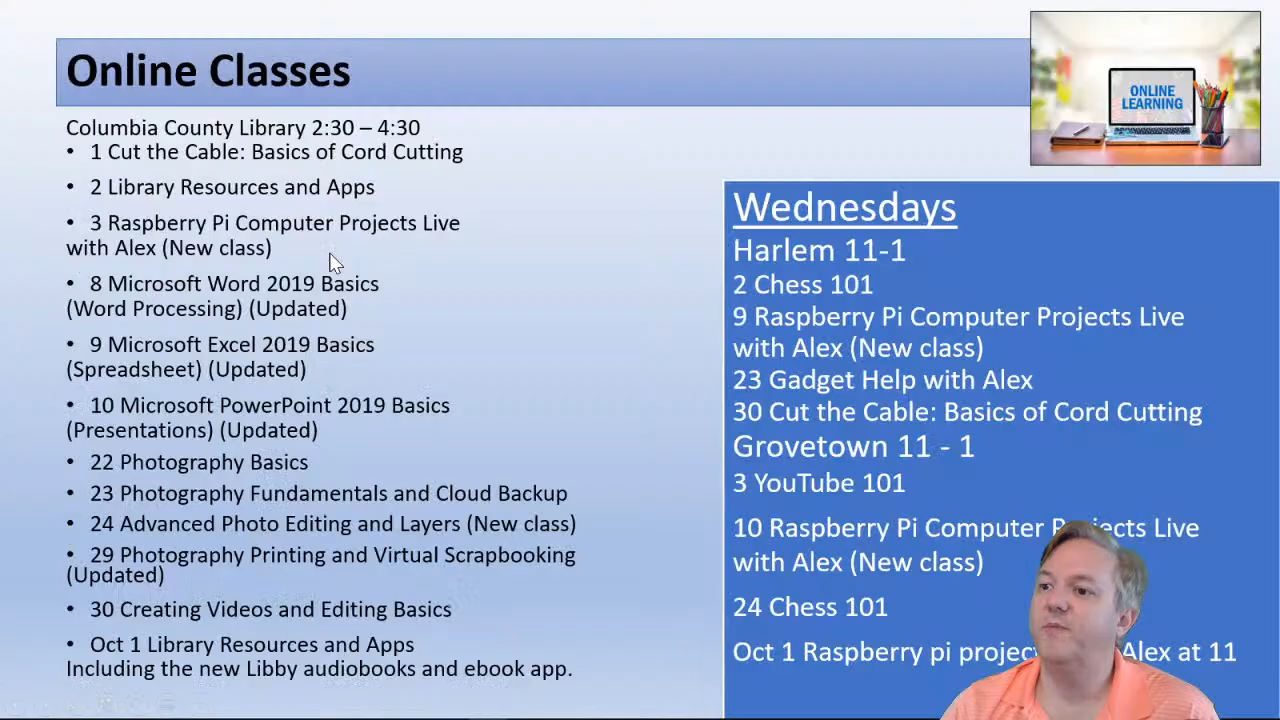 Online Classes
ONLINE
LEARNING
Columbia County Library 2:30 – 4:30
• 1 Cut the Cable: Basics of Cord Cutting
• 2 Library Resources and Apps
• 3 Raspberry Pi Computer Projects Live
with Alex (New class)
• 8 Microsoft Word 2019 Basics
(Word Processing) (Updated)
• 9 Microsoft Excel 2019 Basics
(Spreadsheet) (Updated)
• 10 Microsoft PowerPoint 2019 Basics
(Presentations) (Updated)
• 22 Photography Basics
• 23 Photography Fundamentals and Cloud Backup
• 24 Advanced Photo Editing and Layers (New class)
• 29 Photography Printing and Virtual Scrapbooking
(Updated)
• 30 Creating Videos and Editing Basics
• Oct 1 Library Resources and Apps
Including the new Libby audiobooks and ebook app.
Wednesdays
Harlem 11-1
2 Chess 101
9 Raspberry Pi Computer Projects Live
with Alex (New class)
23 Gadget Help with Alex
30 Cut the Cable: Basics of Cord Cutting
Grovetown 11 - 1
3 YouTube 101
10 Raspberry Pi Computer Projects Live
with Alex (New class)
24 Chess 101
Oct 1 Raspberry pi Alex at 11